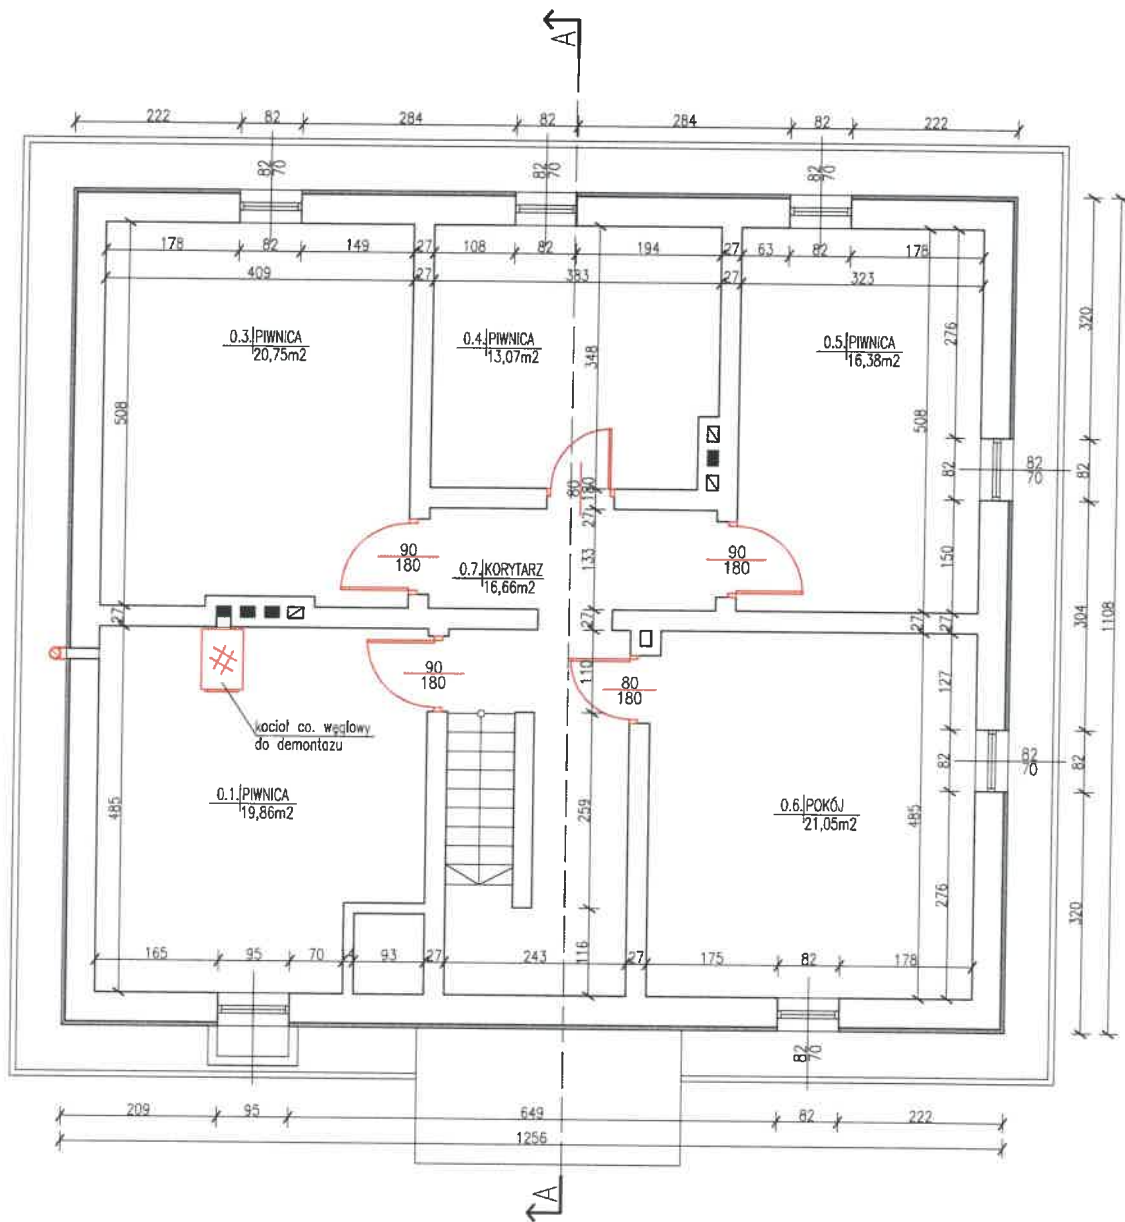 A
222 82 284 82 284 82 222
82 70 82 70 82 70
178 82 149 27 108 82 194 27 63 82 178
409 27 383 27 323
0.3. PIWNICA
20,75m2
0.4. PIWNICA
13,07m2
0.5. PIWNICA
16,38m2
508
348
508
276
320
82
82
82
70
80
180
27
133
150
90
180
0.7. KORYTARZ
16,66m2
90
180
304
1108
27
27
27
27
90
180
110
80
180
127
kocioł co. węglowy
do demontażu
82
82
82
70
0.1. PIWNICA
19,86m2
0.6. POKÓJ
21,05m2
485
259
485
276
320
116
165 95 70 93 27 243 27 175 82 178
82 70
209 95 649 82 222
1256
A